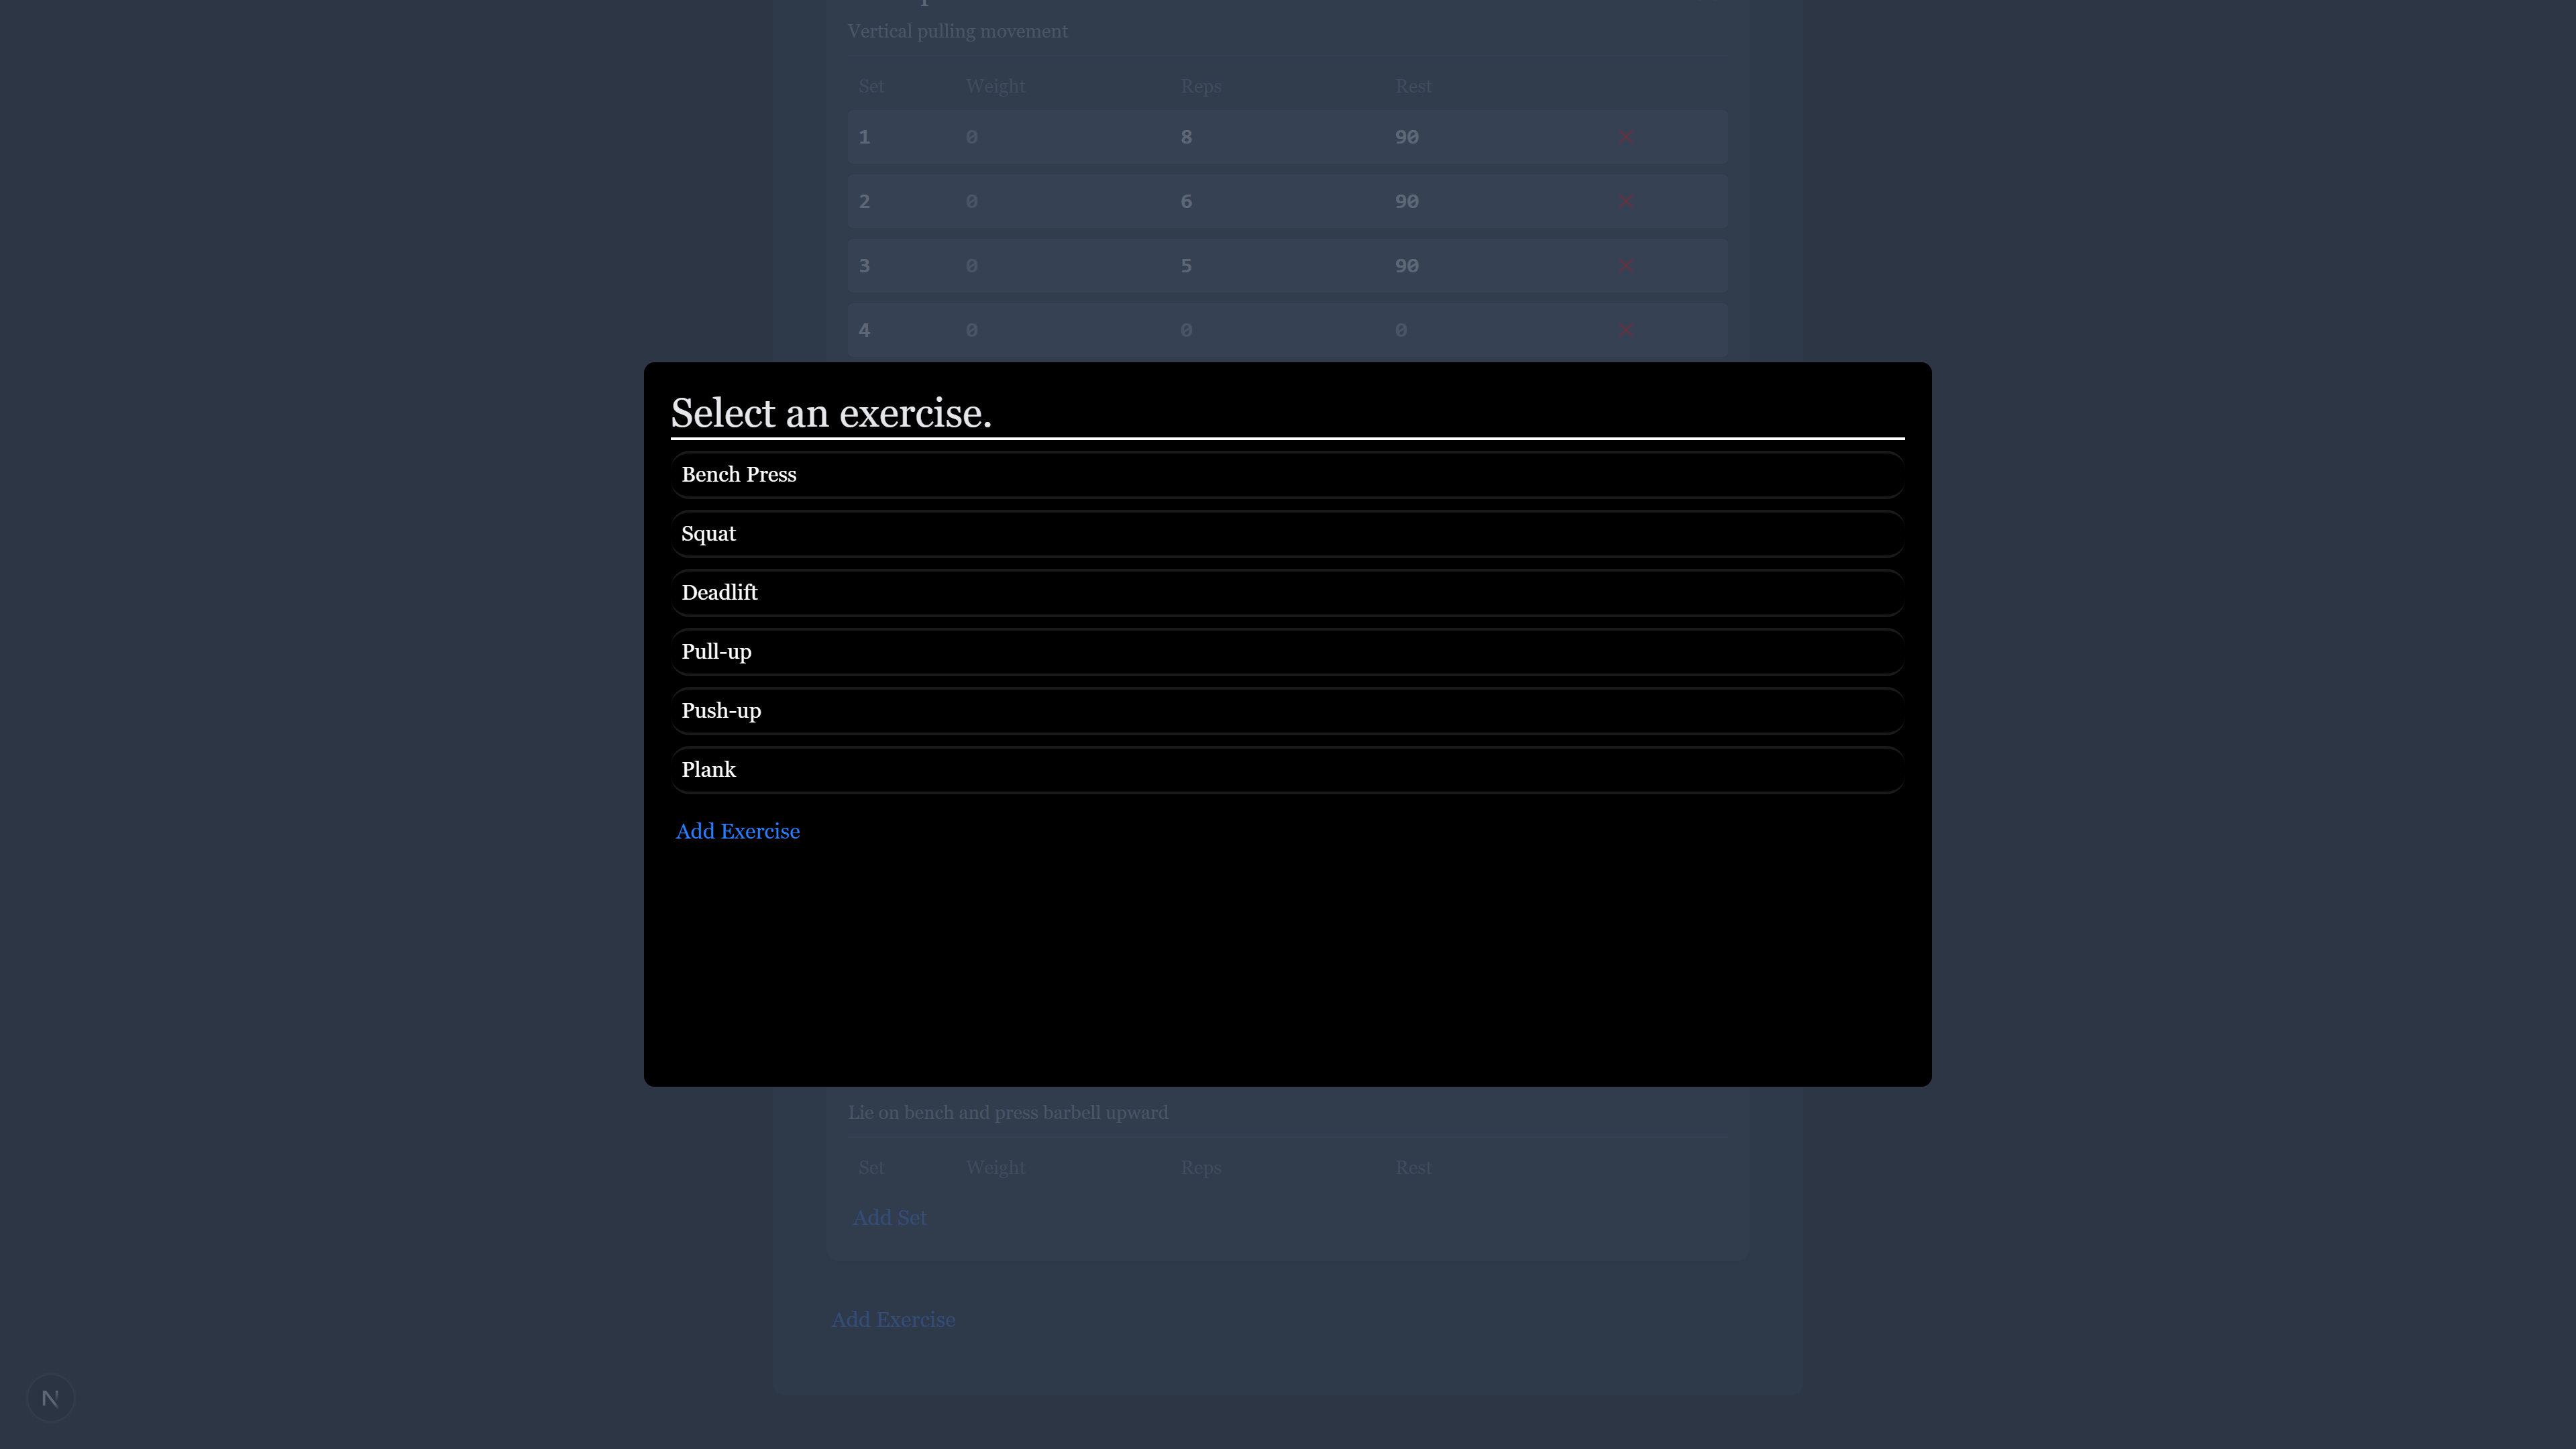 Vertical pulling movement
Set Weight Reps Rest
1 0 8 90 ×
2 0 6 90 ×
3 0 5 90 ×
4 0 0 0 ×
Select an exercise.
Bench Press
Squat
Deadlift
Pull-up
Push-up
Plank
Add Exercise
Lie on bench and press barbell upward
Set Weight Reps Rest
Add Set
Add Exercise
N